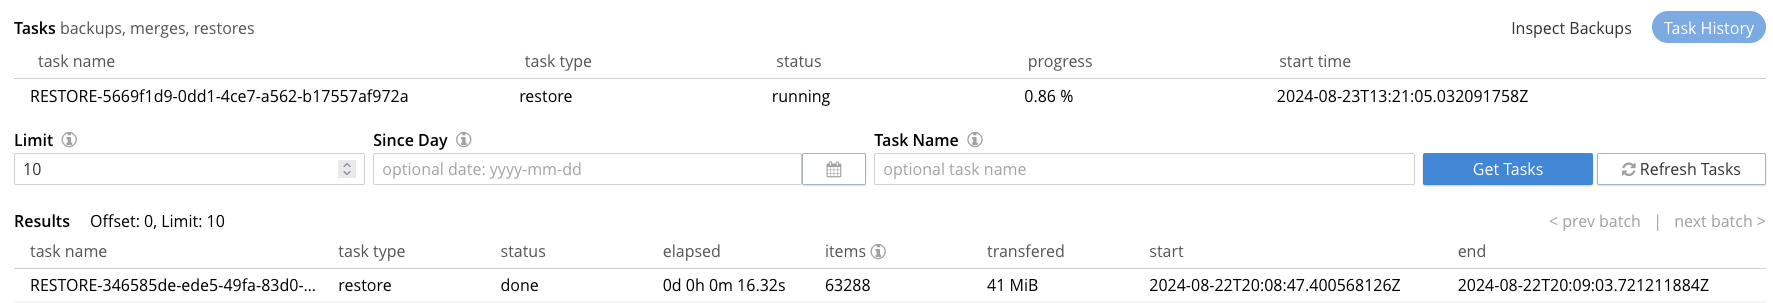 Tasks backups, merges, restores Inspect Backups Task History
task name task type status progress start time
RESTORE-5669f1d9-0dd1-4ce7-a562-b17557af972a restore running 0.86 % 2024-08-23T13:21:05.032091758Z
Limit Since Day Task Name
10 optional date: yyyy-mm-dd optional task name Get Tasks Refresh Tasks
Results Offset: 0, Limit: 10 < prev batch | next batch >
task name task type status elapsed items transfered start end
RESTORE-346585de-ede5-49fa-83d0-... restore done 0d 0h 0m 16.32s 63288 41 MiB 2024-08-22T20:08:47.400568126Z 2024-08-22T20:09:03.721211884Z